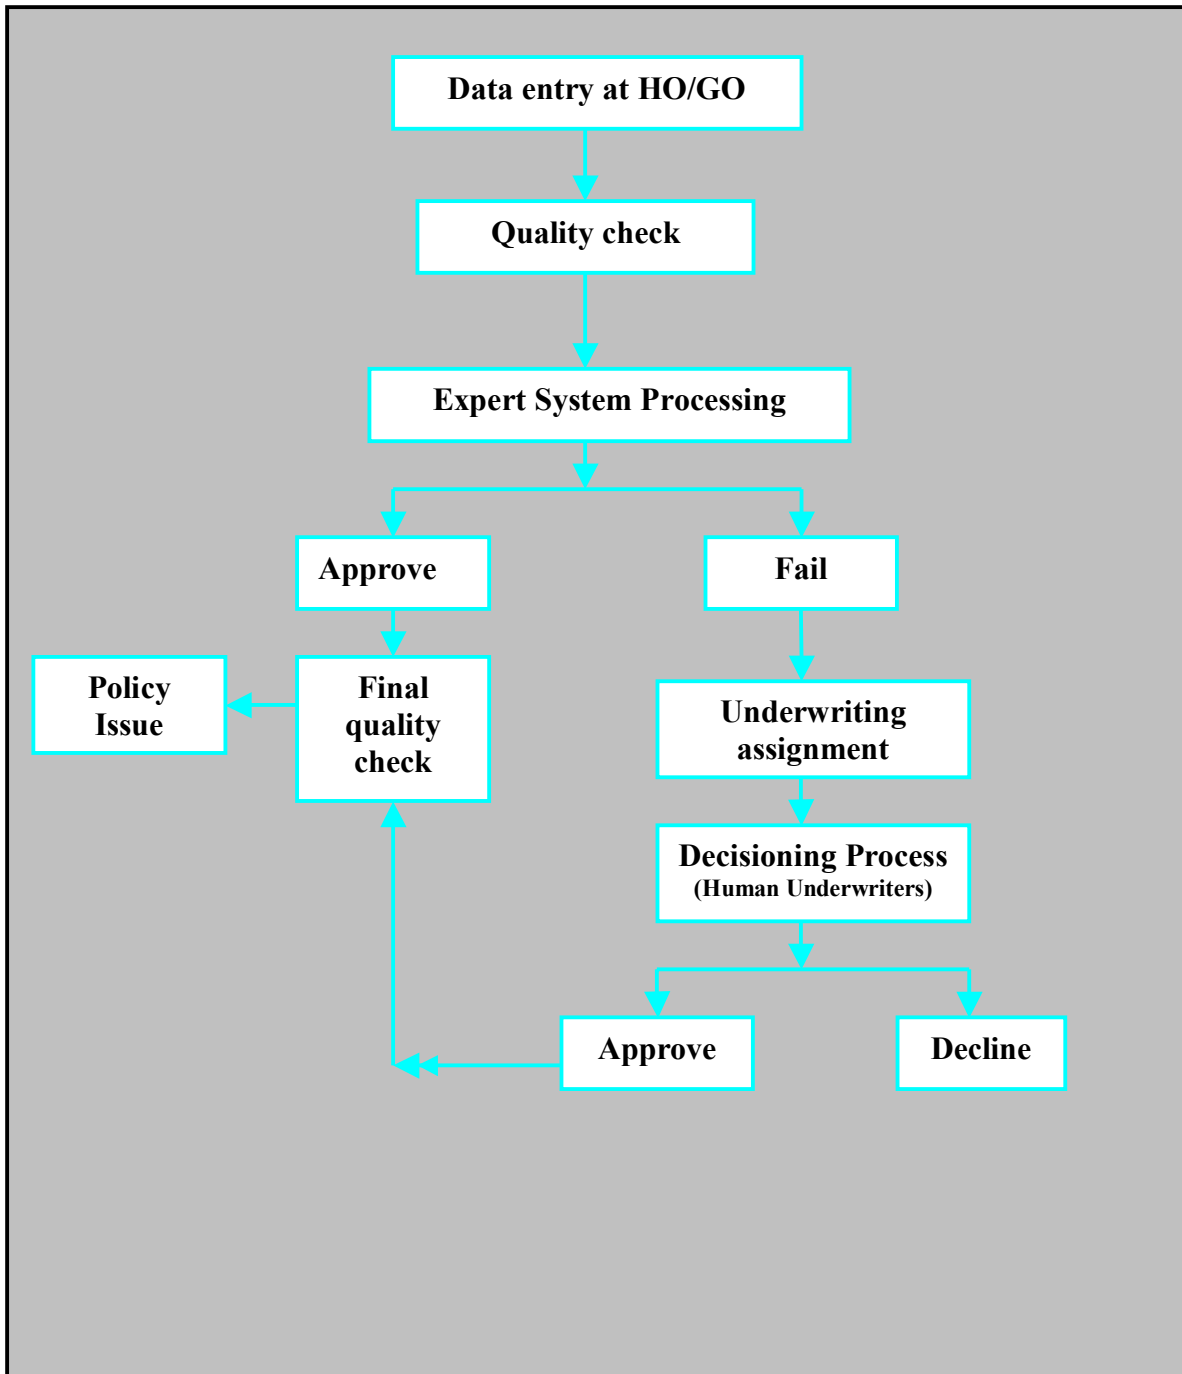 Data entry at HO/GO
Quality check
Expert System Processing
Approve
Fail
Policy
Issue
Final
quality
check
Underwriting
assignment
Decisioning Process
(Human Underwriters)
Approve
Decline